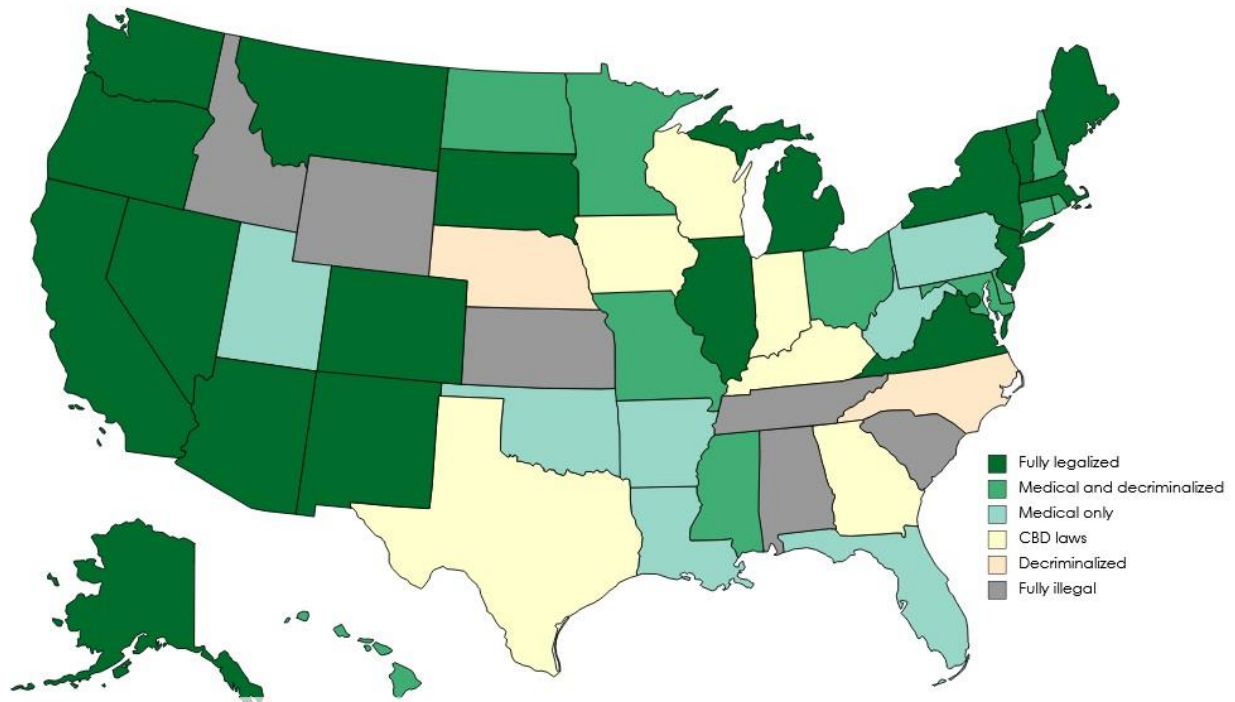 Fully legalized
Medical and decriminalized
Medical only
CBD laws
Decriminalized
Fully illegal